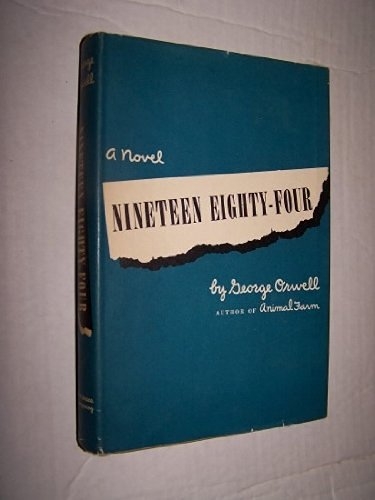 a Novel
NINETEEN EIGHTY-FOUR
by George Orwell
AUTHOR OF Animal Farm
NINETEEN EIGHTY-FOUR